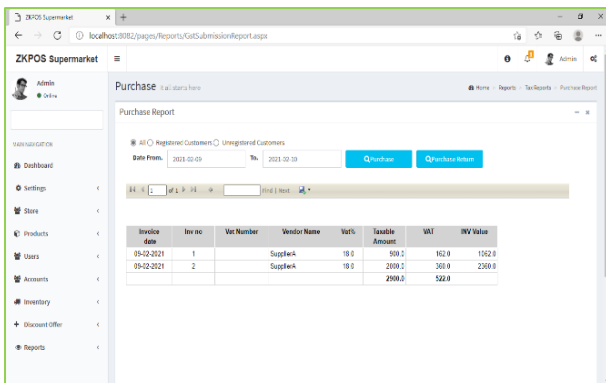 ZKPOS Supermarket
localhost:8082/pages/Reports/GstSubmissionReport.aspx
ZKPOS Supermarket
Admin
Admin
Online
Purchase It all starts here
Home > Reports > Tax Reports > Purchase Report
Purchase Report
MAIN NAVIGATION
All Registered Customers Unregistered Customers
Date From. 2021-02-09 To. 2021-02-10 Purchase Purchase Return
Dashboard
Settings
1 of 1 Find | Next
Store
Products
Users
Accounts
Inventory
Discount Offer
Reports
Invoice date Inv no Vat Number Vendor Name Vat% Taxable Amount VAT INV Value
09-02-2021 1 SupplierA 18.0 900.0 162.0 1062.0
09-02-2021 2 SupplierA 18.0 2000.0 360.0 2360.0
2900.0 522.0